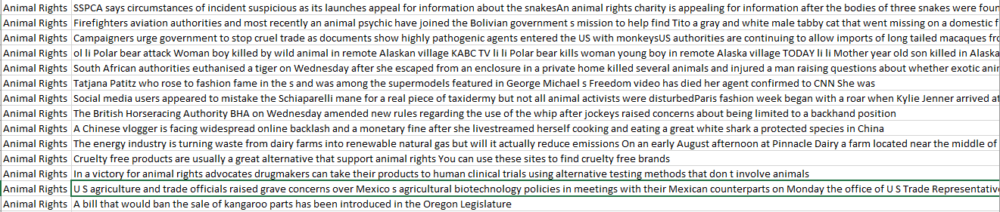 Animal Rights SSPCA says circumstances of incident suspicious as its launches appeal for information about the snakesAn animal rights charity is appealing for information after the bodies of three snakes were four
Animal Rights Firefighters aviation authorities and most recently an animal psychic have joined the Bolivian government s mission to help find Tito a gray and white male tabby cat that went missing on a domestic f
Animal Rights Campaigners urge government to stop cruel trade as documents show highly pathogenic agents entered the US with monkeysUS authorities are continuing to allow imports of long tailed macaques fro
Animal Rights ol li Polar bear attack Woman boy killed by wild animal in remote Alaskan village KABC TV li li Polar bear kills woman young boy in remote Alaska village TODAY li li Mother year old son killed in Alaska
Animal Rights South African authorities euthanised a tiger on Wednesday after she escaped from an enclosure in a private home killed several animals and injured a man raising questions about whether exotic anir
Animal Rights Tatjana Patitz who rose to fashion fame in the s and was among the supermodels featured in George Michael s Freedom video has died her agent confirmed to CNN She was
Animal Rights Social media users appeared to mistake the Schiaparelli mane for a real piece of taxidermy but not all animal activists were disturbedParis fashion week began with a roar when Kylie Jenner arrived at
Animal Rights The British Horseracing Authority BHA on Wednesday amended new rules regarding the use of the whip after jockeys raised concerns about being limited to a backhand position
Animal Rights A Chinese vlogger is facing widespread online backlash and a monetary fine after she livestreamed herself cooking and eating a great white shark a protected species in China
Animal Rights The energy industry is turning waste from dairy farms into renewable natural gas but will it actually reduce emissions On an early August afternoon at Pinnacle Dairy a farm located near the middle of
Animal Rights Cruelty free products are usually a great alternative that support animal rights You can use these sites to find cruelty free brands
Animal Rights In a victory for animal rights advocates drugmakers can take their products to human clinical trials using alternative testing methods that don t involve animals
Animal Rights U S agriculture and trade officials raised grave concerns over Mexico s agricultural biotechnology policies in meetings with their Mexican counterparts on Monday the office of U S Trade Representativ
Animal Rights A bill that would ban the sale of kangaroo parts has been introduced in the Oregon Legislature